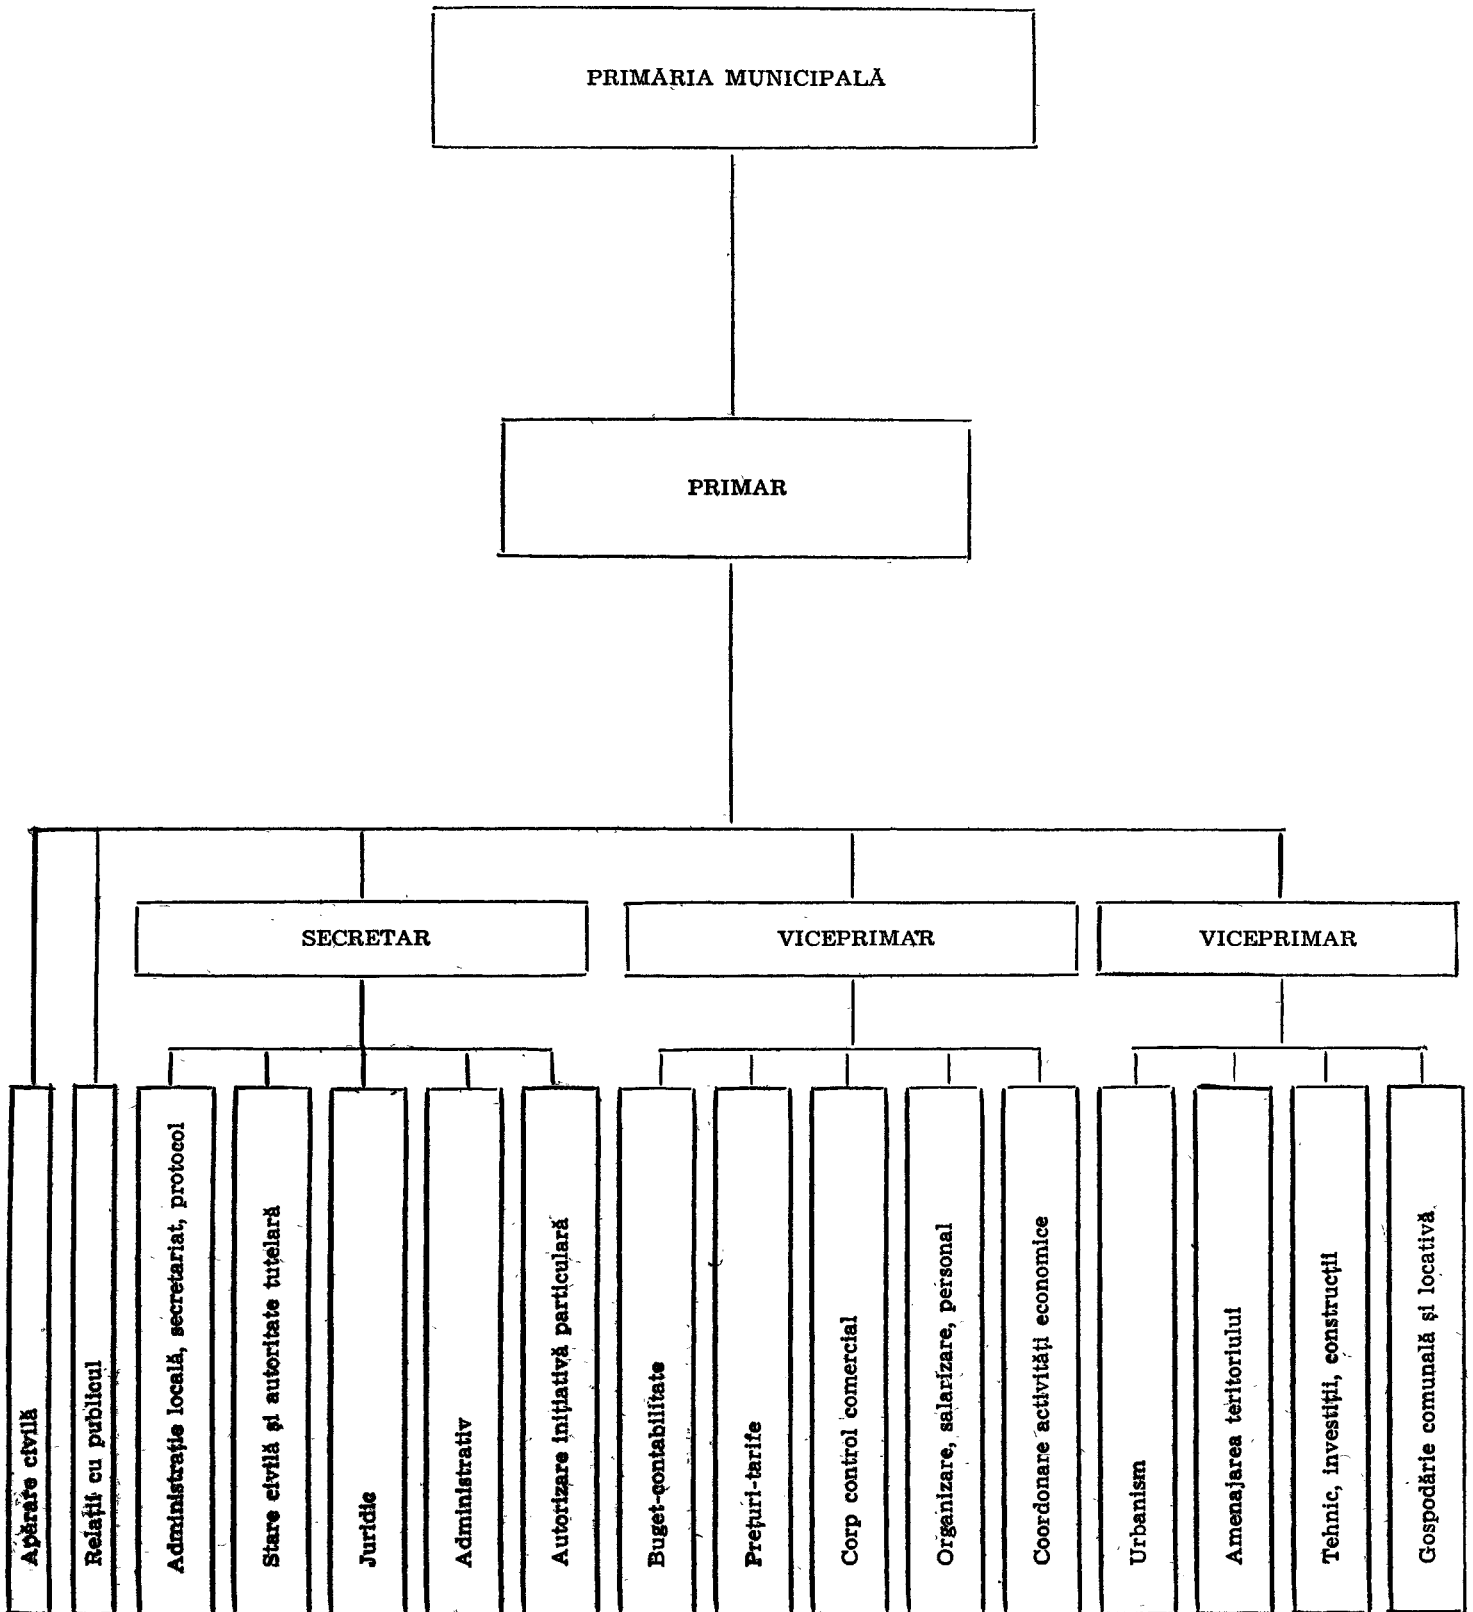 PRIMĂRIA MUNICIPALĂ
PRIMAR
SECRETAR
VICEPRIMAR
VICEPRIMAR
Apărare civilă
Relații cu publicul
Administrație locală, secretariat, protocol
Stare civilă și autoritate tutelară
Juridic
Administrativ
Autorizare inițiativă particulară
Buget-contabilitate
Prețuri-tarife
Corp control comercial
Organizare, salarizare, personal
Coordonare activități economice
Urbanism
Amenajarea teritoriului
Tehnic, investiții, construcții
Gospodărie comunală și locativă